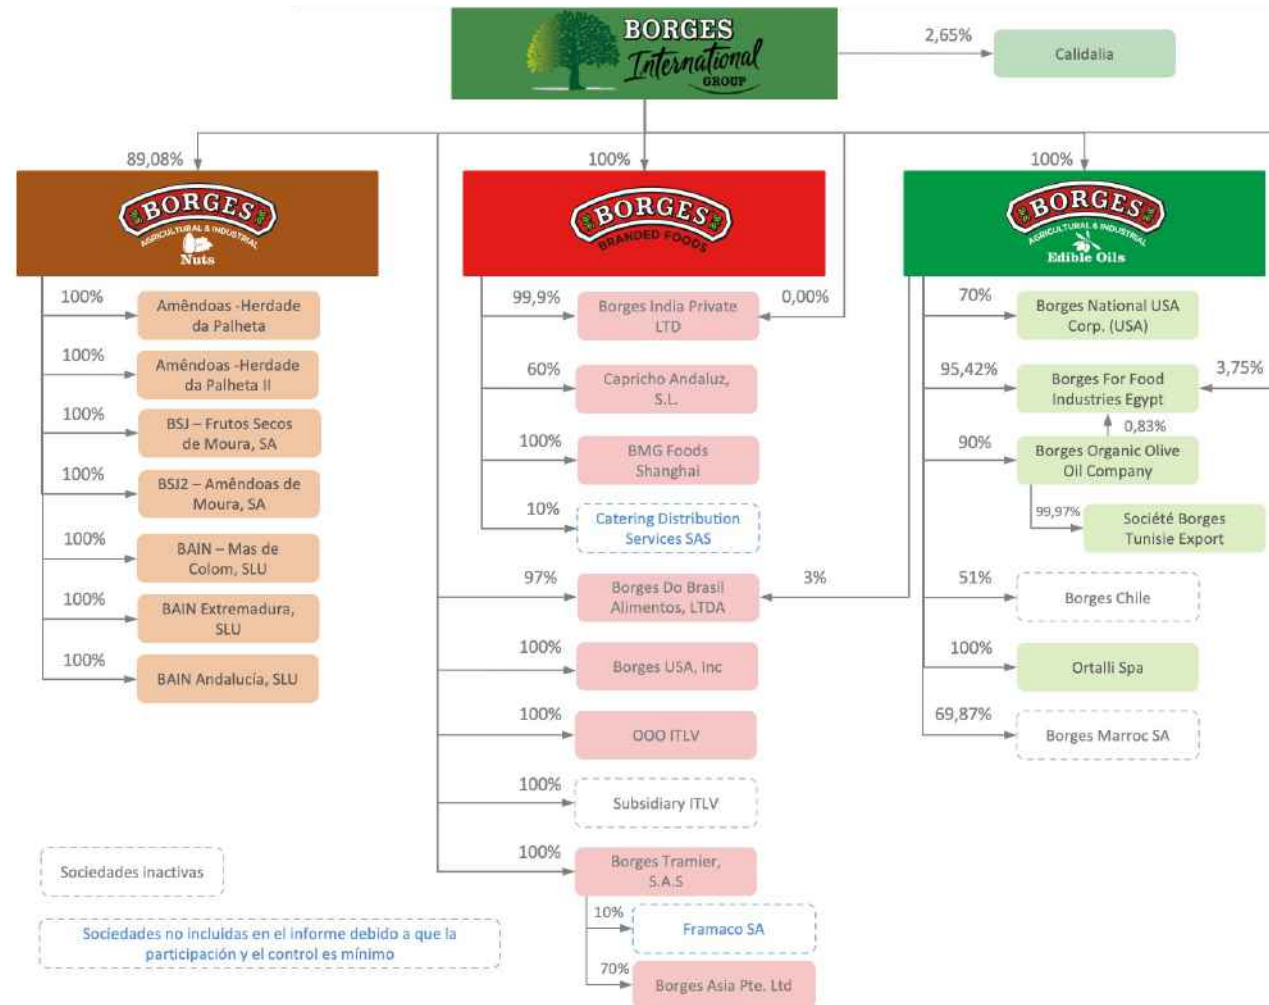 BORGES
International
GROUP
2,65%
Calidalia
89,08%
100%
100%
BORGES
AGRICULTURAL & INDUSTRIAL
Nuts
BORGES
BRANDED FOODS
BORGES
AGRICULTURAL & INDUSTRIAL
Edible Oils
100%
Amêndoas -Herdade
da Palheta
100%
Amêndoas -Herdade
da Palheta II
100%
BSJ – Frutos Secos
de Moura, SA
100%
BSJ2 – Amêndoas de
Moura, SA
100%
BAIN – Mas de
Colom, SLU
100%
BAIN Extremadura,
SLU
100%
BAIN Andalucía, SLU
99,9%
Borges India Private
LTD
0,00%
60%
Capricho Andaluz,
S.L.
100%
BMG Foods
Shanghai
10%
Catering Distribution
Services SAS
97%
Borges Do Brasil
Alimentos, LTDA
3%
100%
Borges USA, Inc
100%
OOO ITLV
100%
Subsidiary ITLV
100%
Borges Tramier,
S.A.S
10%
Framaco SA
70%
Borges Asia Pte. Ltd
70%
Borges National USA
Corp. (USA)
95,42%
Borges For Food
Industries Egypt
3,75%
0,83%
90%
Borges Organic Olive
Oil Company
99,97%
Société Borges
Tunisie Export
51%
Borges Chile
100%
Ortalli Spa
69,87%
Borges Marroc SA
Sociedades inactivas
Sociedades no incluidas en el informe debido a que la
participación y el control es mínimo